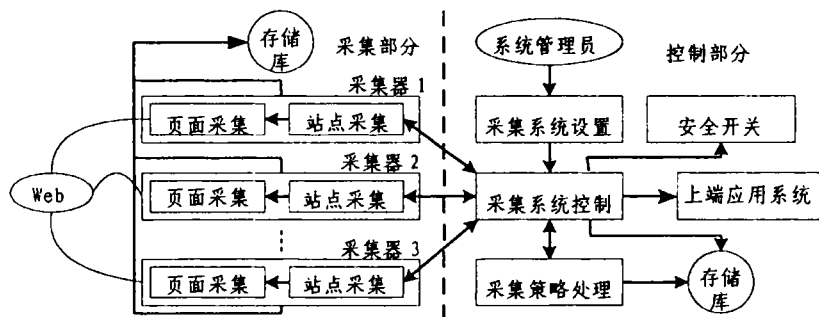 存储
库
采集部分
系统管理员
控制部分
采集器 1
页面采集
站点采集
采集系统设置
安全开关
采集器 2
Web
页面采集
站点采集
采集系统控制
上端应用系统
采集器 3
页面采集
站点采集
采集策略处理
存储
库